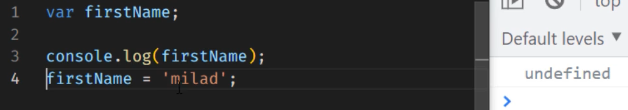 1 var firstName;
2
3 console.log(firstName);
4 firstName = 'milad';
top
Default levels ▼
undefined
>